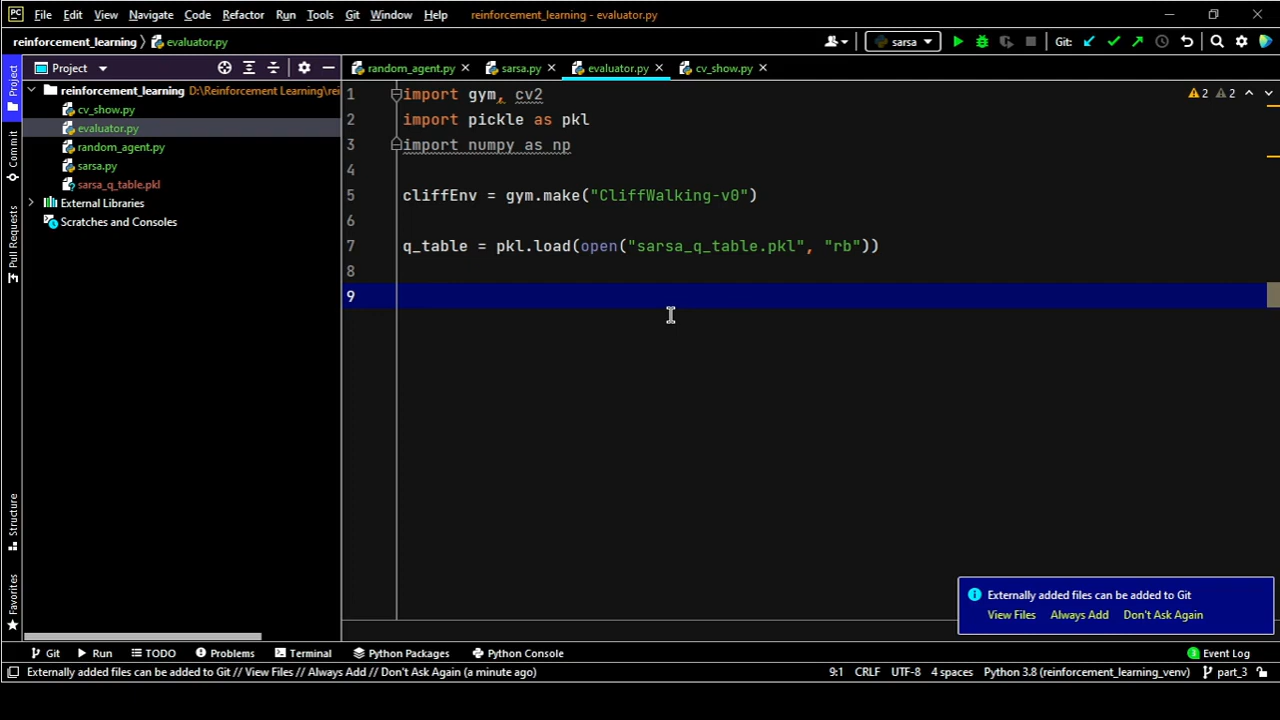 PC File Edit View Navigate Code Refactor Run Tools Git Window Help reinforcement_learning - evaluator.py
reinforcement_learning evaluator.py sarsa Git:
Project random_agent.py sarsa.py evaluator.py cv_show.py
reinforcement_learning D:\Reinforcement Learning\rei
cv_show.py
evaluator.py
random_agent.py
sarsa.py
sarsa_q_table.pkl
External Libraries
Scratches and Consoles
Project
Commit
Pull Requests
Structure
Favorites
1 import gym, cv2
2 import pickle as pkl
3 import numpy as np
4
5 cliffEnv = gym.make("CliffWalking-v0")
6
7 q_table = pkl.load(open("sarsa_q_table.pkl", "rb"))
8
9
2 2
Externally added files can be added to Git
View Files Always Add Don't Ask Again
Git Run TODO Problems Terminal Python Packages Python Console 3 Event Log
Externally added files can be added to Git // View Files // Always Add // Don't Ask Again (a minute ago) 9:1 CRLF UTF-8 4 spaces Python 3.8 (reinforcement_learning_venv) part_3